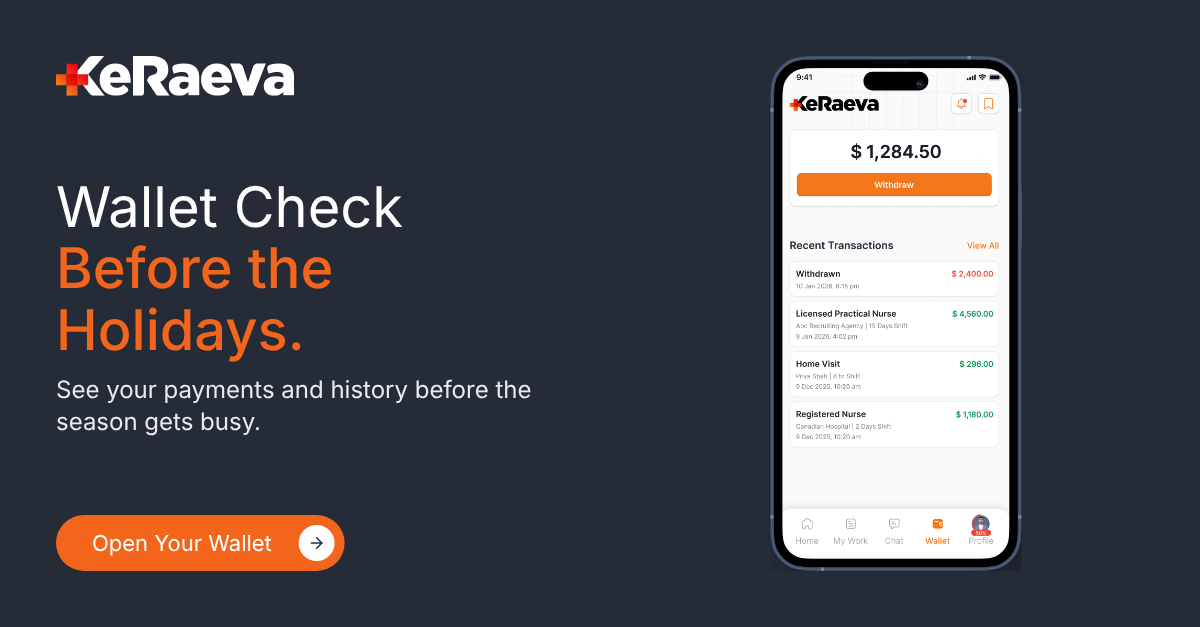 KeRaeva
Wallet Check
Before the
Holidays.
See your payments and history before the
season gets busy.
Open Your Wallet
9:41
KeRaeva
$ 1,284.50
Withdraw
Recent Transactions
View All
Withdrawn
$ 2,400.00
10 Jan 2026, 6:15 pm
Licensed Practical Nurse
$ 4,560.00
Abc Recruiting Agency | 15 Days Shift
9 Jan 2026, 4:02 pm
Home Visit
$ 296.00
Priya Shah | 8 hr Shift
9 Dec 2025, 10:20 am
Registered Nurse
$ 1,180.00
Canadian Hospital | 2 Days Shift
9 Dec 2025, 10:20 am
Home
My Work
Chat
Wallet
50%
Profile